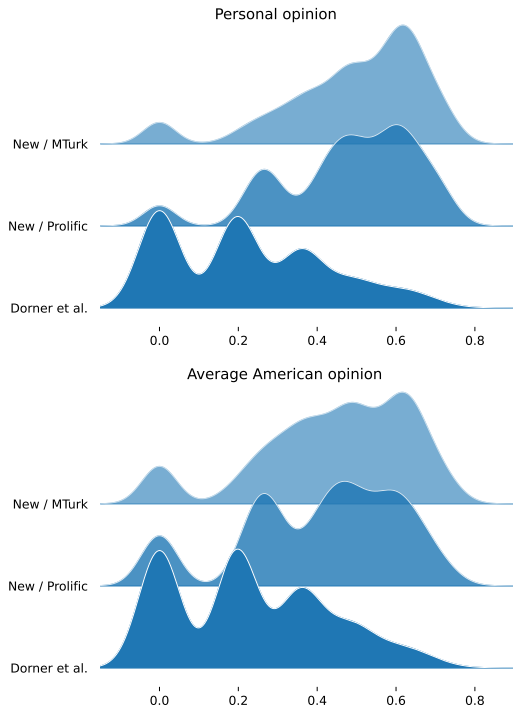 Personal opinion
New / MTurk
New / Prolific
Dorner et al.
0.0 0.2 0.4 0.6 0.8
Average American opinion
New / MTurk
New / Prolific
Dorner et al.
0.0 0.2 0.4 0.6 0.8